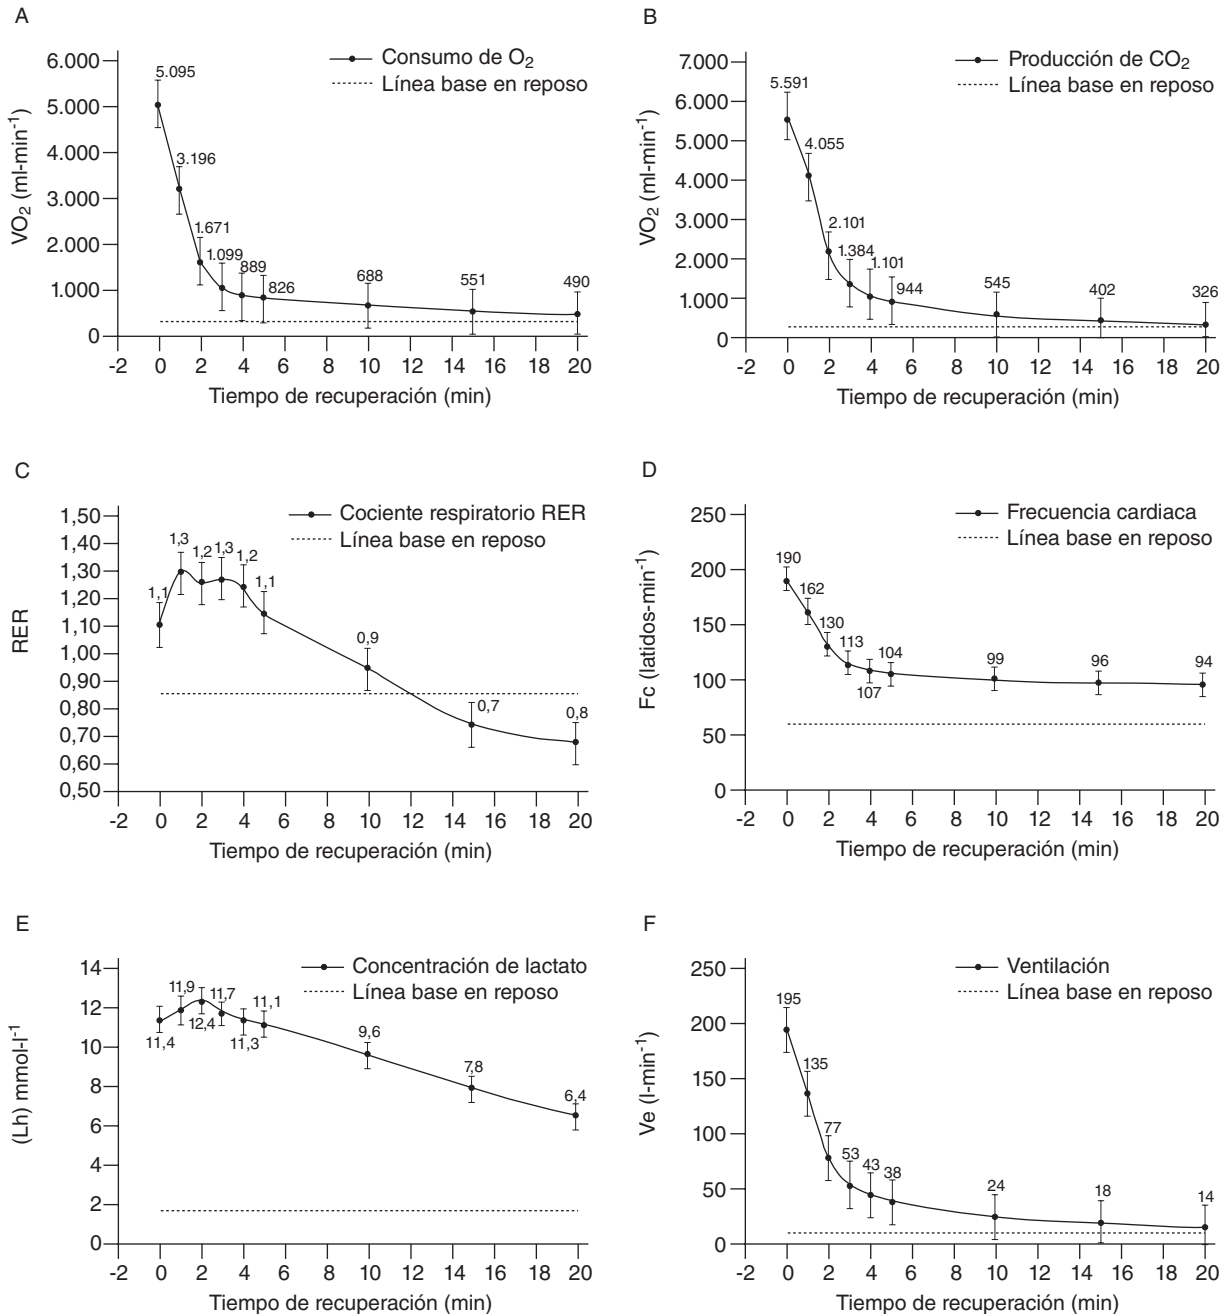 A
VO₂ (ml-min⁻¹)
6.000
5.000
4.000
3.000
2.000
1.000
0
Consumo de O₂
Línea base en reposo
5.095
3.196
1.671
1.099
889
826
688
551
490
-2 0 2 4 6 8 10 12 14 16 18 20
Tiempo de recuperación (min)
B
VO₂ (ml-min⁻¹)
7.000
6.000
5.000
4.000
3.000
2.000
1.000
0
Producción de CO₂
Línea base en reposo
5.591
4.055
2.101
1.384
1.101
944
545
402
326
-2 0 2 4 6 8 10 12 14 16 18 20
Tiempo de recuperación (min)
C
RER
1,50
1,40
1,30
1,20
1,10
1,00
0,90
0,80
0,70
0,60
0,50
Cociente respiratorio RER
Línea base en reposo
1,1
1,3
1,2
1,3
1,2
1,1
0,9
0,7
0,8
-2 0 2 4 6 8 10 12 14 16 18 20
Tiempo de recuperación (min)
D
Fc (latidos-min⁻¹)
250
200
150
100
50
0
Frecuencia cardiaca
Línea base en reposo
190
162
130
113
107
104
99
96
94
-2 0 2 4 6 8 10 12 14 16 18 20
Tiempo de recuperación (min)
E
(Lh) mmol-l⁻¹
14
12
10
8
6
4
2
0
Concentración de lactato
Línea base en reposo
11,4
11,9
12,4
11,7
11,3
11,1
9,6
7,8
6,4
-2 0 2 4 6 8 10 12 14 16 18 20
Tiempo de recuperación (min)
F
Ve (l-min⁻¹)
250
200
150
100
50
0
Ventilación
Línea base en reposo
195
135
77
53
43
38
24
18
14
-2 0 2 4 6 8 10 12 14 16 18 20
Tiempo de recuperación (min)